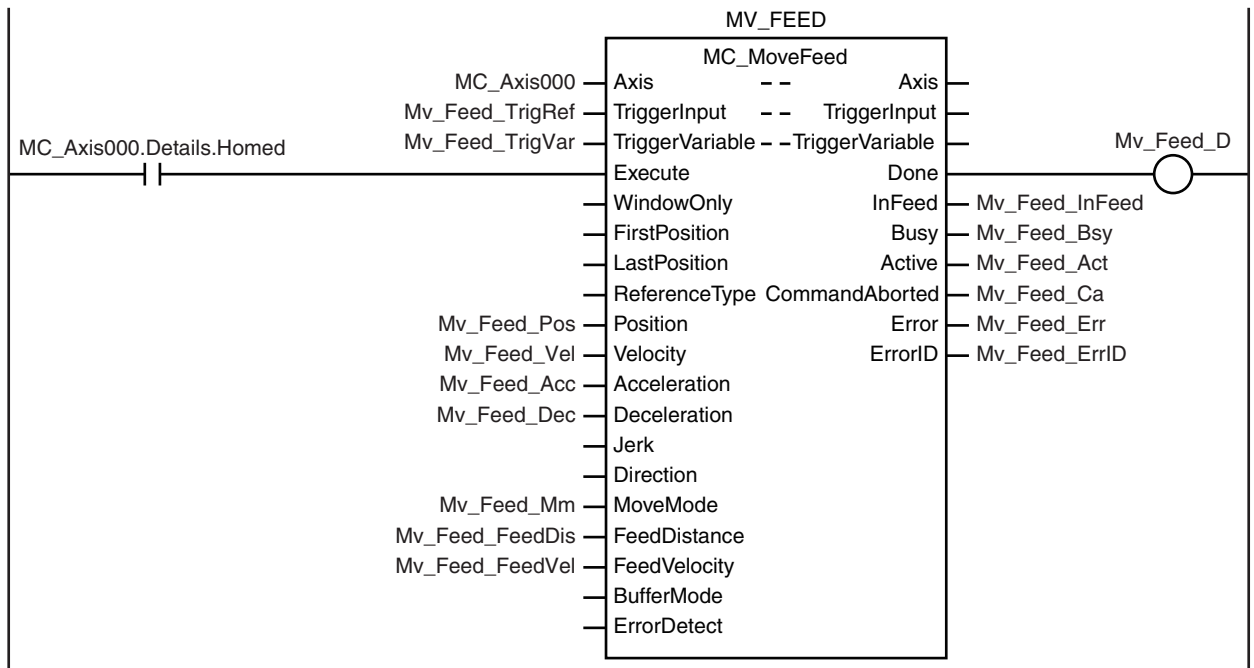 MV_FEED
MC_MoveFeed
MC_Axis000 Axis -- Axis
Mv_Feed_TrigRef TriggerInput -- TriggerInput
Mv_Feed_TrigVar TriggerVariable -- TriggerVariable
MC_Axis000.Details.Homed Mv_Feed_D
Execute Done
WindowOnly InFeed Mv_Feed_InFeed
FirstPosition Busy Mv_Feed_Bsy
LastPosition Active Mv_Feed_Act
ReferenceType CommandAborted Mv_Feed_Ca
Mv_Feed_Pos Position Error Mv_Feed_Err
Mv_Feed_Vel Velocity ErrorID Mv_Feed_ErrID
Mv_Feed_Acc Acceleration
Mv_Feed_Dec Deceleration
Jerk
Direction
Mv_Feed_Mm MoveMode
Mv_Feed_FeedDis FeedDistance
Mv_Feed_FeedVel FeedVelocity
BufferMode
ErrorDetect